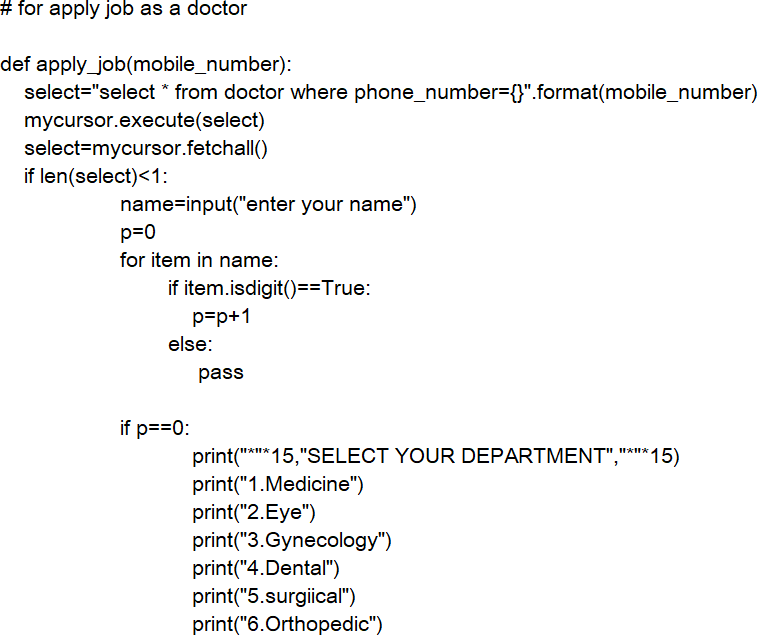 # for apply job as a doctor
def apply_job(mobile_number):
select="select * from doctor where phone_number={}".format(mobile_number)
mycursor.execute(select)
select=mycursor.fetchall()
if len(select)<1:
name=input("enter your name")
p=0
for item in name:
if item.isdigit()==True:
p=p+1
else:
pass
if p==0:
print("*"*15,"SELECT YOUR DEPARTMENT","*"*15)
print("1.Medicine")
print("2.Eye")
print("3.Gynecology")
print("4.Dental")
print("5.surgiical")
print("6.Orthopedic")